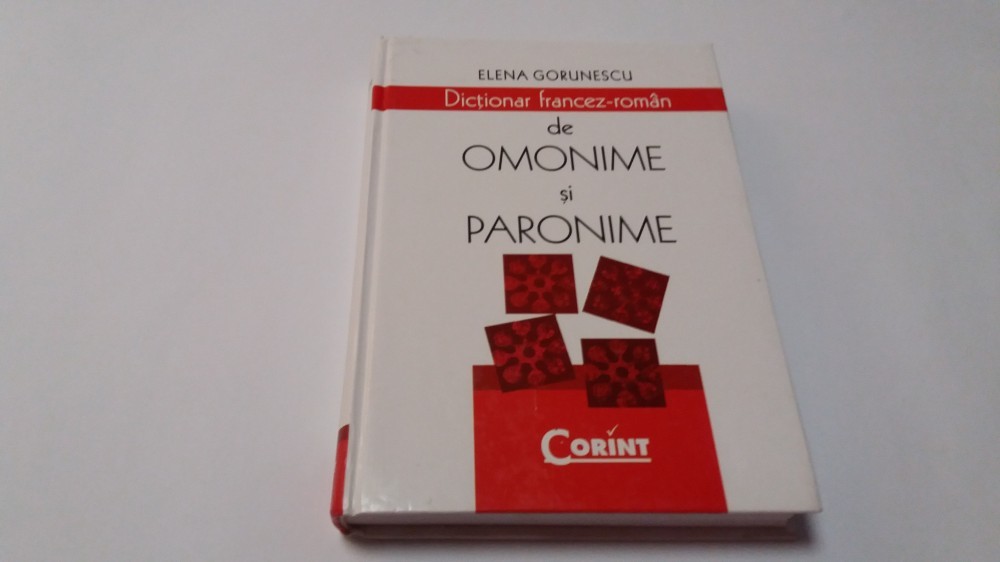 ELENA GORUNESCU
Dicționar francez-român
de
OMONIME
și
PARONIME
CORINT